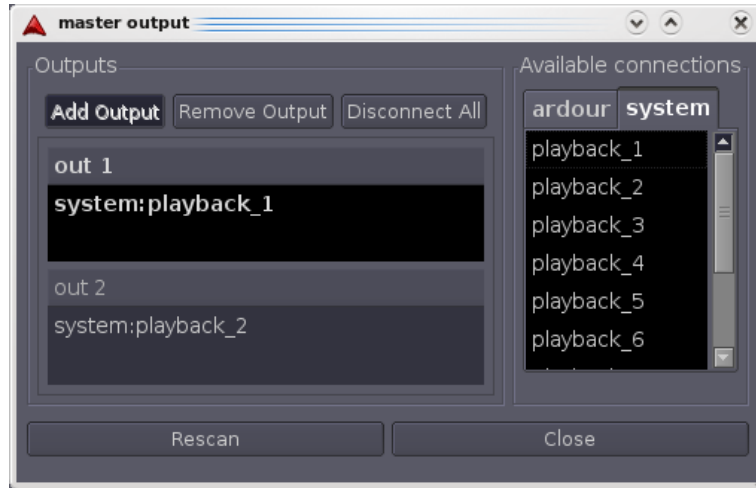 master output
Outputs
Add Output Remove Output Disconnect All
out 1
system:playback_1
out 2
system:playback_2
Available connections
ardour system
playback_1
playback_2
playback_3
playback_4
playback_5
playback_6
Rescan Close